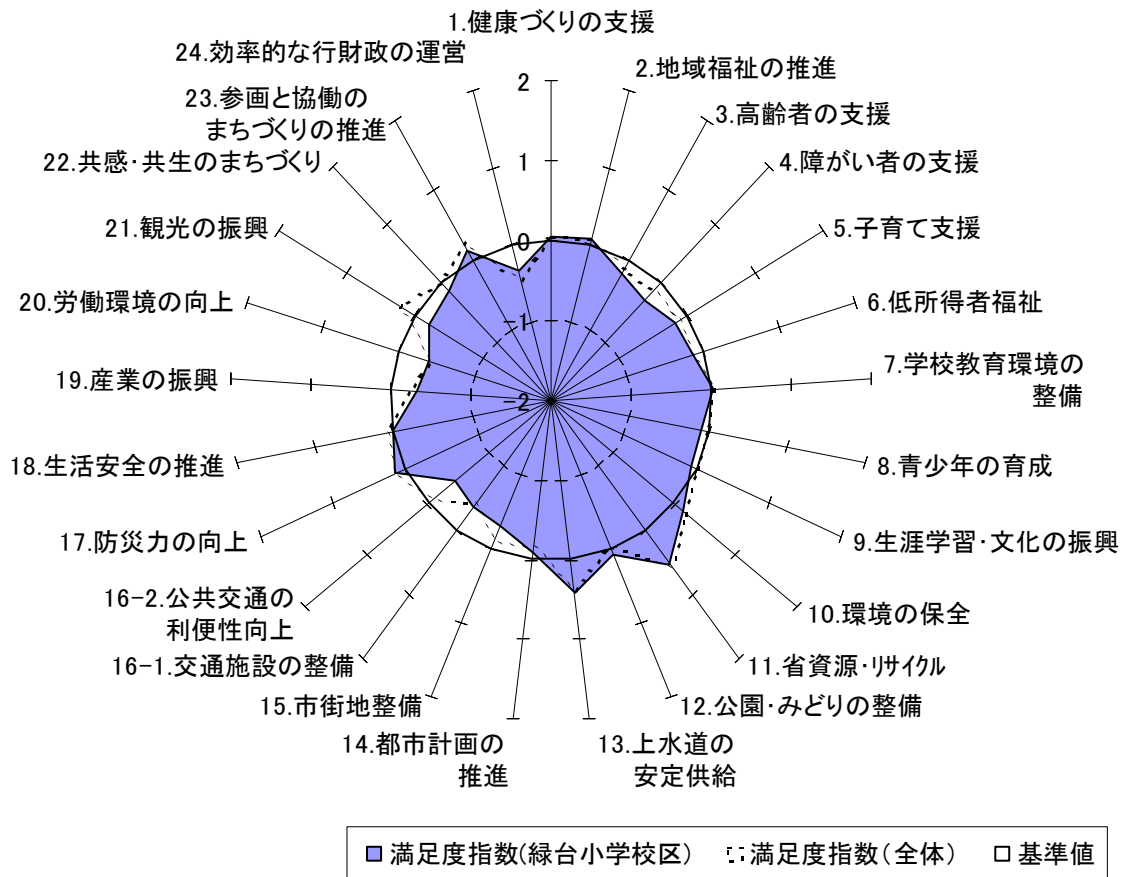 1.健康づくりの支援
2.地域福祉の推進
3.高齢者の支援
4.障がい者の支援
5.子育て支援
6.低所得者福祉
7.学校教育環境の
整備
8.青少年の育成
9.生涯学習・文化の振興
10.環境の保全
11.省資源・リサイクル
12.公園・みどりの整備
13.上水道の
安定供給
14.都市計画の
推進
15.市街地整備
16-1.交通施設の整備
16-2.公共交通の
利便性向上
17.防災力の向上
18.生活安全の推進
19.産業の振興
20.労働環境の向上
21.観光の振興
22.共感・共生のまちづくり
23.参画と協働の
まちづくりの推進
24.効率的な行財政の運営
2
1
0
-1
-2
満足度指数(緑台小学校区)
満足度指数(全体)
基準値